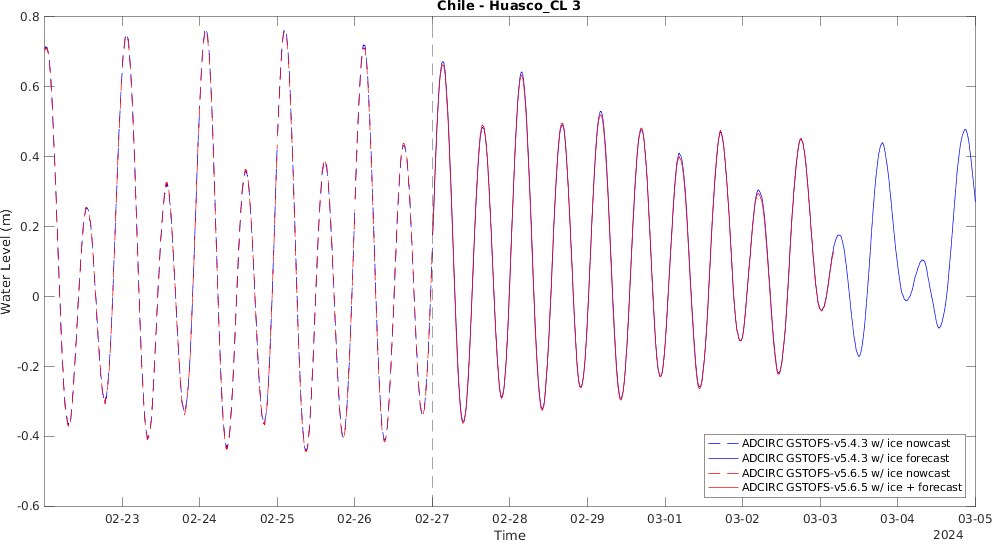 Chile - Huasco_CL 3
0.8
0.6
0.4
0.2
0
-0.2
-0.4
-0.6
Water Level (m)
02-23 02-24 02-25 02-26 02-27 02-28 02-29 03-01 03-02 03-03 03-04 03-05
Time
2024
ADCIRC GSTOFS-v5.4.3 w/ ice nowcast
ADCIRC GSTOFS-v5.4.3 w/ ice forecast
ADCIRC GSTOFS-v5.6.5 w/ ice nowcast
ADCIRC GSTOFS-v5.6.5 w/ ice + forecast